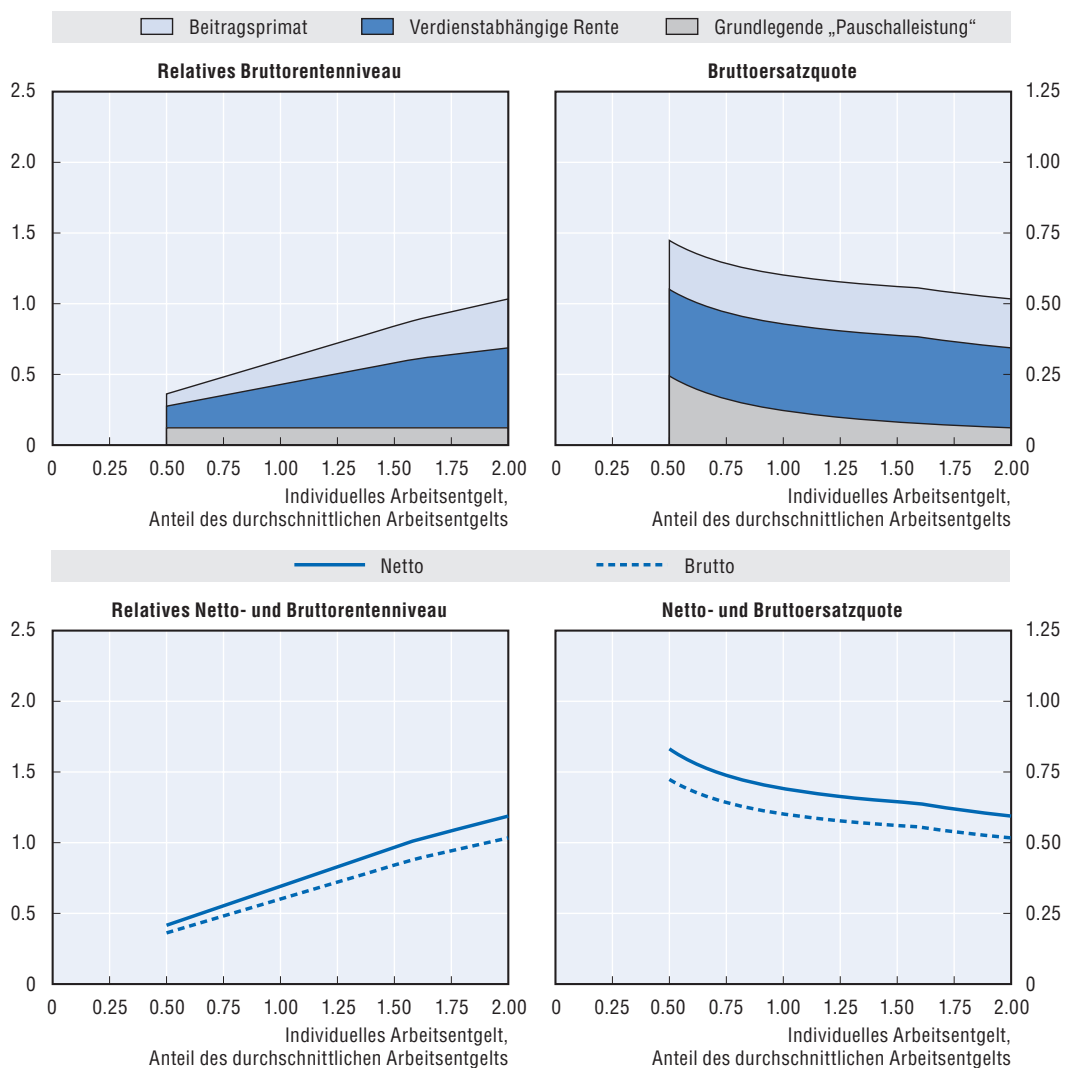 Beitragsprimat Verdienstabhängige Rente Grundlegende „Pauschalleistung“
Relatives Bruttorentenniveau
2.5
2.0
1.5
1.0
0.5
0
0 0.25 0.50 0.75 1.00 1.25 1.50 1.75 2.00
Individuelles Arbeitsentgelt,
Anteil des durchschnittlichen Arbeitsentgelts
Bruttoersatzquote
1.25
1.00
0.75
0.50
0.25
0
0 0.25 0.50 0.75 1.00 1.25 1.50 1.75 2.00
Individuelles Arbeitsentgelt,
Anteil des durchschnittlichen Arbeitsentgelts
Netto Brutto
Relatives Netto- und Bruttorentenniveau
2.5
2.0
1.5
1.0
0.5
0
0 0.25 0.50 0.75 1.00 1.25 1.50 1.75 2.00
Individuelles Arbeitsentgelt,
Anteil des durchschnittlichen Arbeitsentgelts
Netto- und Bruttoersatzquote
1.25
1.00
0.75
0.50
0.25
0
0 0.25 0.50 0.75 1.00 1.25 1.50 1.75 2.00
Individuelles Arbeitsentgelt,
Anteil des durchschnittlichen Arbeitsentgelts